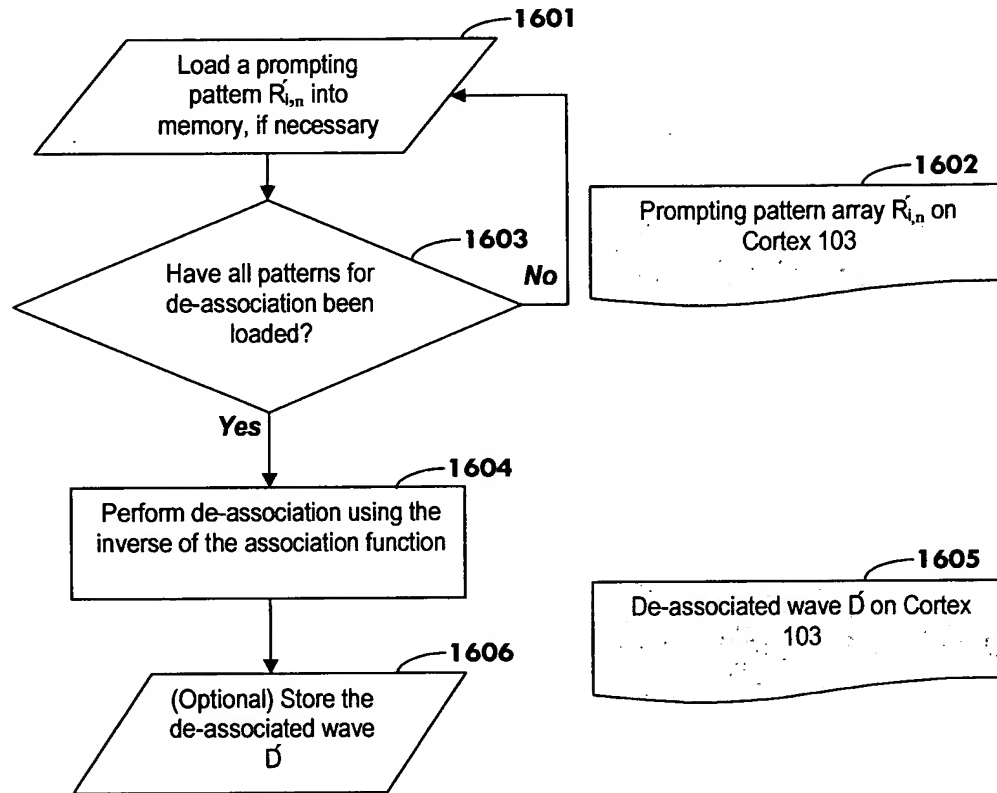 1601
Load a prompting
pattern Ŕi,n into
memory, if necessary
1602
Prompting pattern array Ŕi,n on
Cortex 103
1603
Have all patterns for
de-association been
loaded?
No
Yes
1604
Perform de-association using the
inverse of the association function
1605
De-associated wave D́ on Cortex
103
1606
(Optional) Store the
de-associated wave
D́